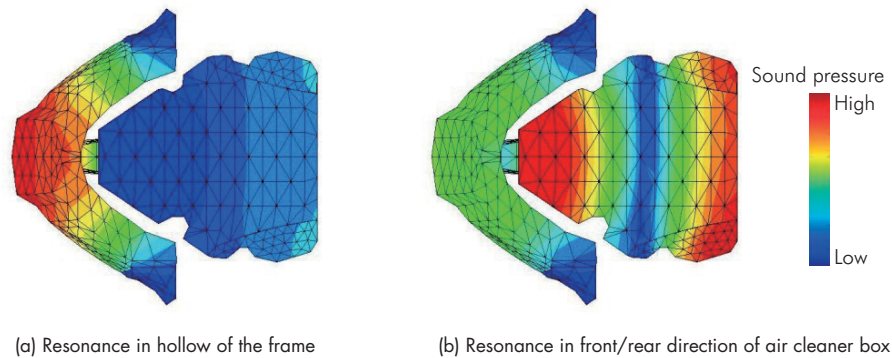 Sound pressure
High
Low
(a) Resonance in hollow of the frame
(b) Resonance in front/rear direction of air cleaner box